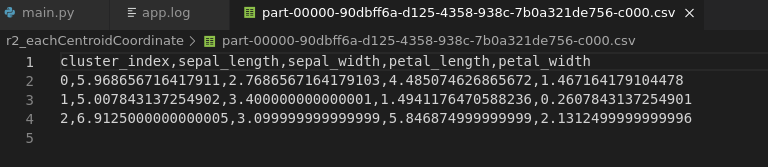 main.py app.log part-00000-90dbff6a-d125-4358-938c-7b0a321de756-c000.csv ×
r2_eachCentroidCoordinate > part-00000-90dbff6a-d125-4358-938c-7b0a321de756-c000.csv
1 cluster_index,sepal_length,sepal_width,petal_length,petal_width
2 0,5.968656716417911,2.7686567164179103,4.485074626865672,1.467164179104478
3 1,5.007843137254902,3.400000000000001,1.4941176470588236,0.2607843137254901
4 2,6.9125000000000005,3.099999999999999,5.846874999999999,2.1312499999999996
5